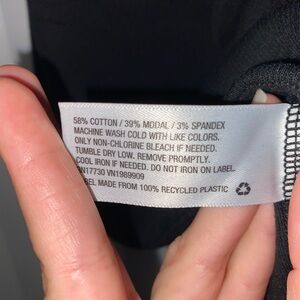 58% COTTON / 39% MODAL / 3% SPANDEX
MACHINE WASH COLD WITH LIKE COLORS.
ONLY NON-CHLORINE BLEACH IF NEEDED.
TUMBLE DRY LOW. REMOVE PROMPTLY.
COOL IRON IF NEEDED. DO NOT IRON ON LABEL.
RN17730 VN1989909
MADE FROM 100% RECYCLED PLASTIC